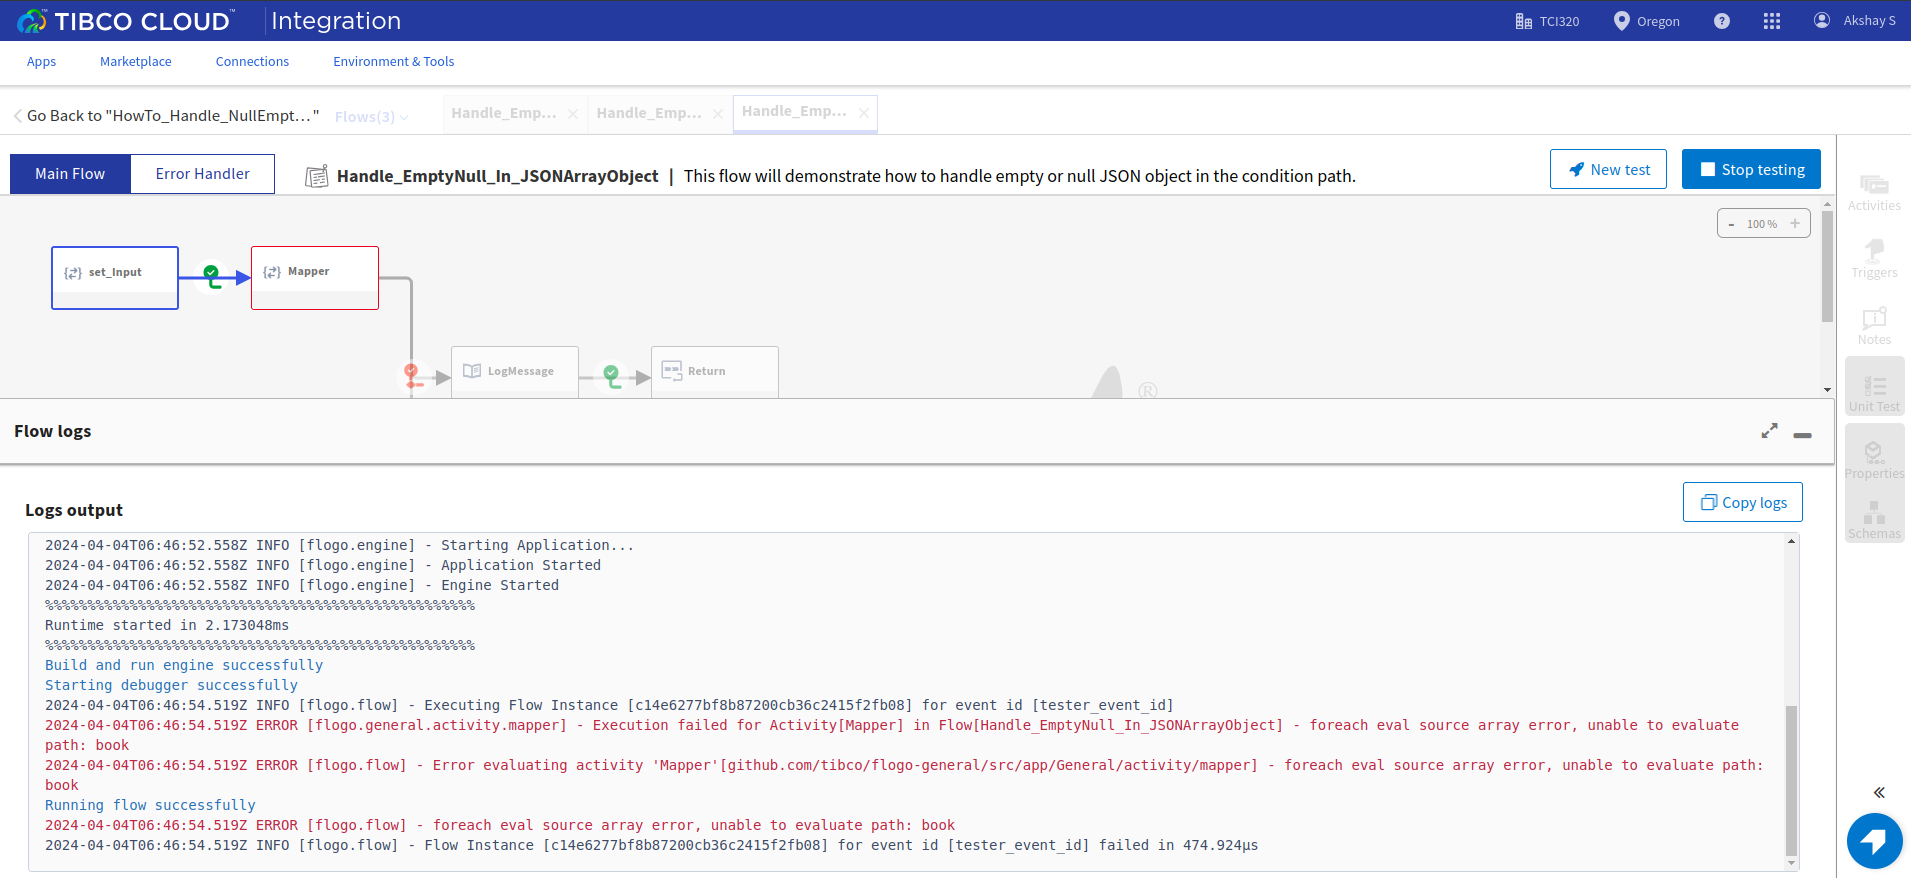 TIBCO CLOUD™ Integration TCI320 Oregon ? Akshay S
Apps Marketplace Connections Environment & Tools
Go Back to "HowTo_Handle_NullEmpt..." Flows(3) Handle_Emp... Handle_Emp... Handle_Emp...
Main Flow Error Handler Handle_EmptyNull_In_JSONArrayObject | This flow will demonstrate how to handle empty or null JSON object in the condition path. New test Stop testing
Activities
- 100 % +
set_Input Mapper
Triggers
Notes
LogMessage Return
®
Unit Test
Flow logs
Properties
Logs output Copy logs
Schemas
2024-04-04T06:46:52.558Z INFO [flogo.engine] - Starting Application...
2024-04-04T06:46:52.558Z INFO [flogo.engine] - Application Started
2024-04-04T06:46:52.558Z INFO [flogo.engine] - Engine Started
%%%%%%%%%%%%%%%%%%%%%%%%%%%%%%%%%%%%%%%%%%%%%%%%%%%
Runtime started in 2.173048ms
%%%%%%%%%%%%%%%%%%%%%%%%%%%%%%%%%%%%%%%%%%%%%%%%%%%
Build and run engine successfully
Starting debugger successfully
2024-04-04T06:46:54.519Z INFO [flogo.flow] - Executing Flow Instance [c14e6277bf8b87200cb36c2415f2fb08] for event id [tester_event_id]
2024-04-04T06:46:54.519Z ERROR [flogo.general.activity.mapper] - Execution failed for Activity[Mapper] in Flow[Handle_EmptyNull_In_JSONArrayObject] - foreach eval source array error, unable to evaluate
path: book
2024-04-04T06:46:54.519Z ERROR [flogo.flow] - Error evaluating activity 'Mapper'[github.com/tibco/flogo-general/src/app/General/activity/mapper] - foreach eval source array error, unable to evaluate path:
book
Running flow successfully
2024-04-04T06:46:54.519Z ERROR [flogo.flow] - foreach eval source array error, unable to evaluate path: book
2024-04-04T06:46:54.519Z INFO [flogo.flow] - Flow Instance [c14e6277bf8b87200cb36c2415f2fb08] for event id [tester_event_id] failed in 474.924µs